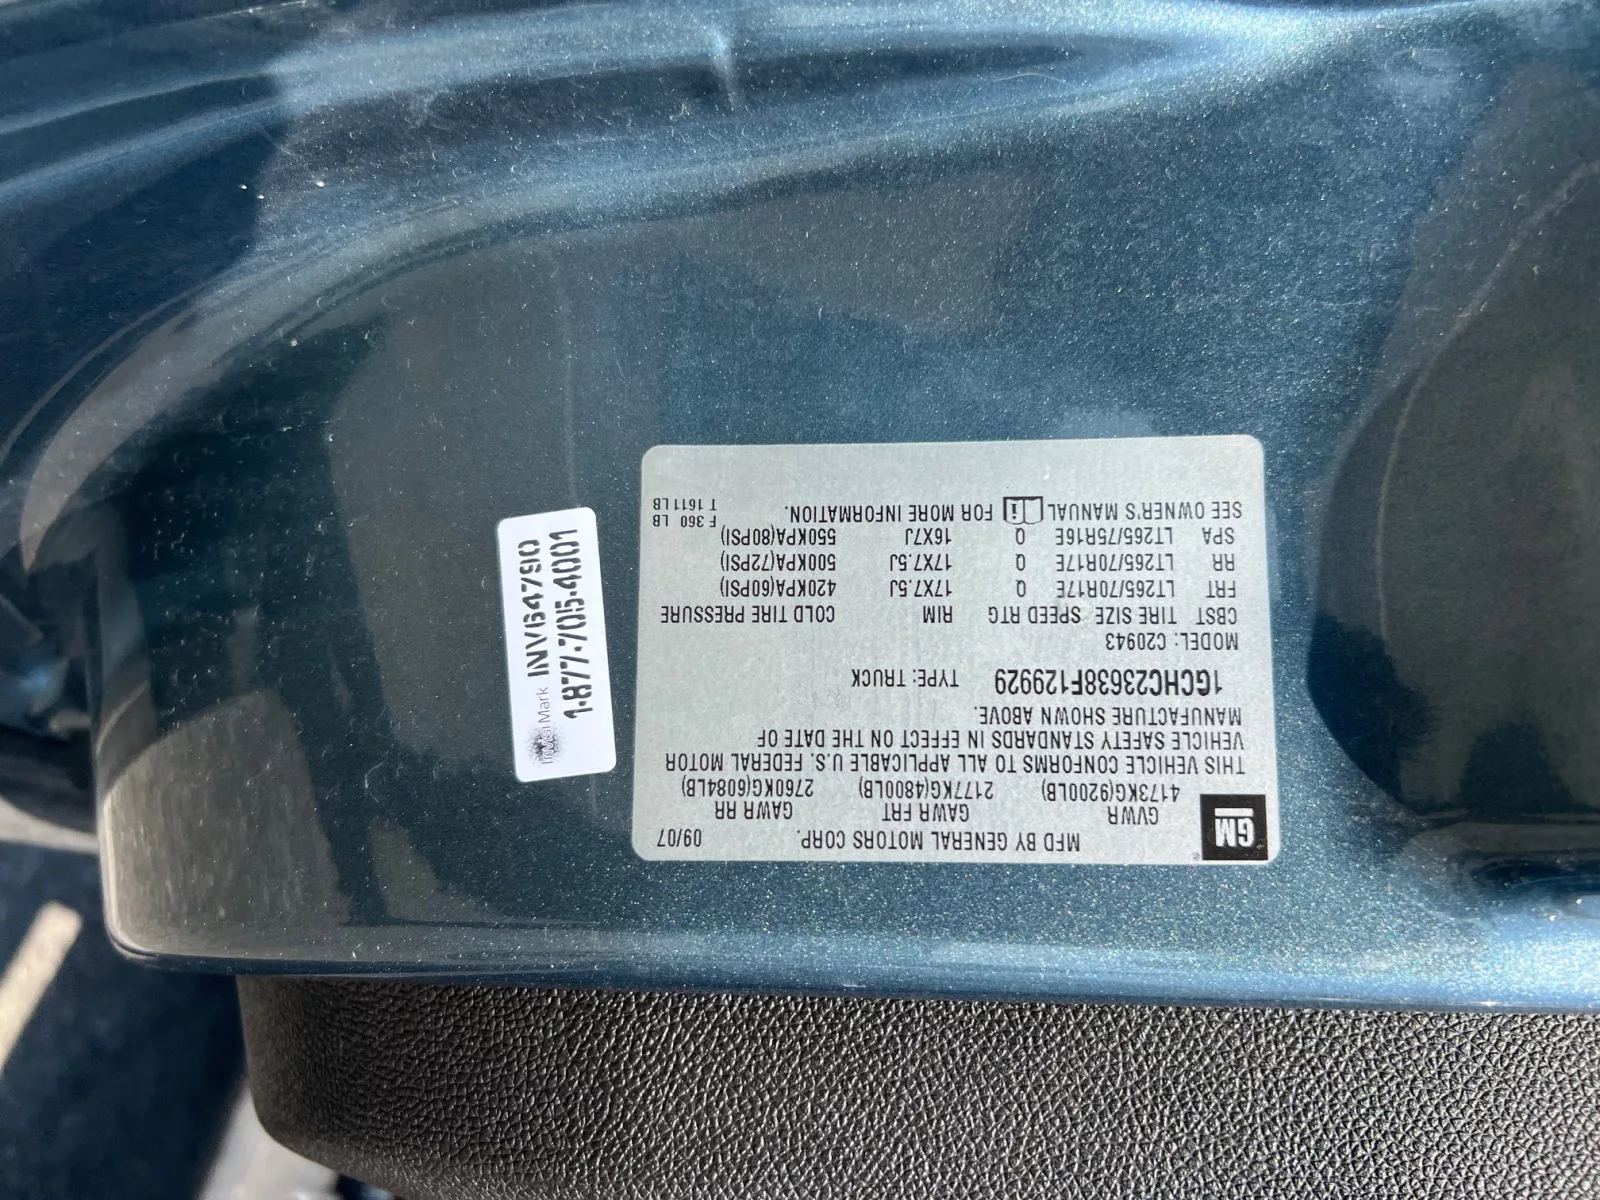 GM
MFD BY GENERAL MOTORS CORP. 09/07
GVWR GAWR FRT GAWR RR
4173KG(9200LB) 2177KG(4800LB) 2760KG(6084LB)
THIS VEHICLE CONFORMS TO ALL APPLICABLE U.S. FEDERAL MOTOR
VEHICLE SAFETY STANDARDS IN EFFECT ON THE DATE OF
MANUFACTURE SHOWN ABOVE.
1GCHC23638F129929 TYPE: TRUCK
MODEL: C20943
CBST TIRE SIZE SPEED RTG RIM COLD TIRE PRESSURE
FRT LT265/70R17E Q 17X7.5J 420KPA(60PSI)
RR LT265/70R17E Q 17X7.5J 500KPA(72PSI)
SPA LT265/75R16E Q 16X7J 550KPA(80PSI)
SEE OWNER'S MANUAL i FOR MORE INFORMATION.
F 360 LB
T 1611LB
InVisiMark INV64790
1-877-705-4001